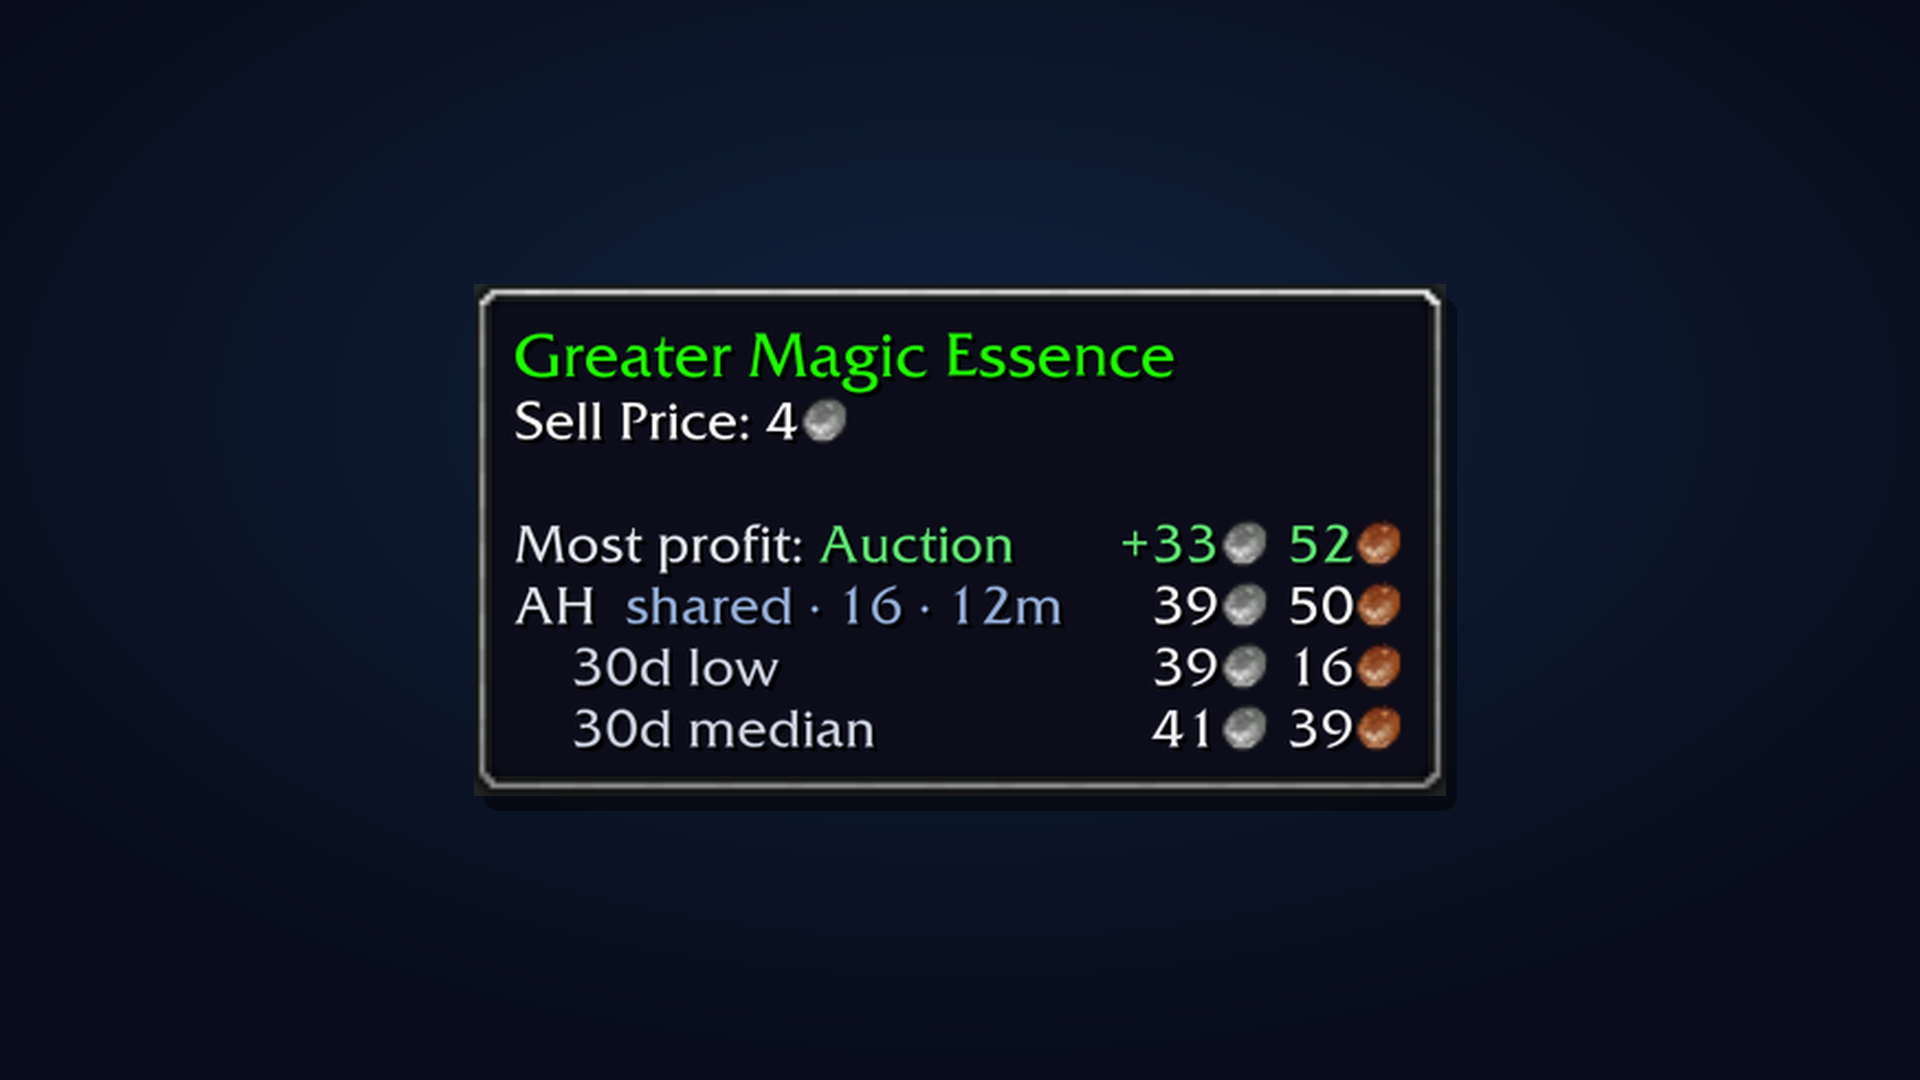 Greater Magic Essence
Sell Price: 4
Most profit: Auction +33 52
AH shared · 16 · 12m 39 50
30d low 39 16
30d median 41 39